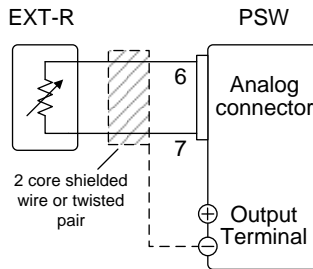 EXT-R
PSW
6
Analog
connector
7
2 core shielded
wire or twisted
pair
+
Output
Terminal
-